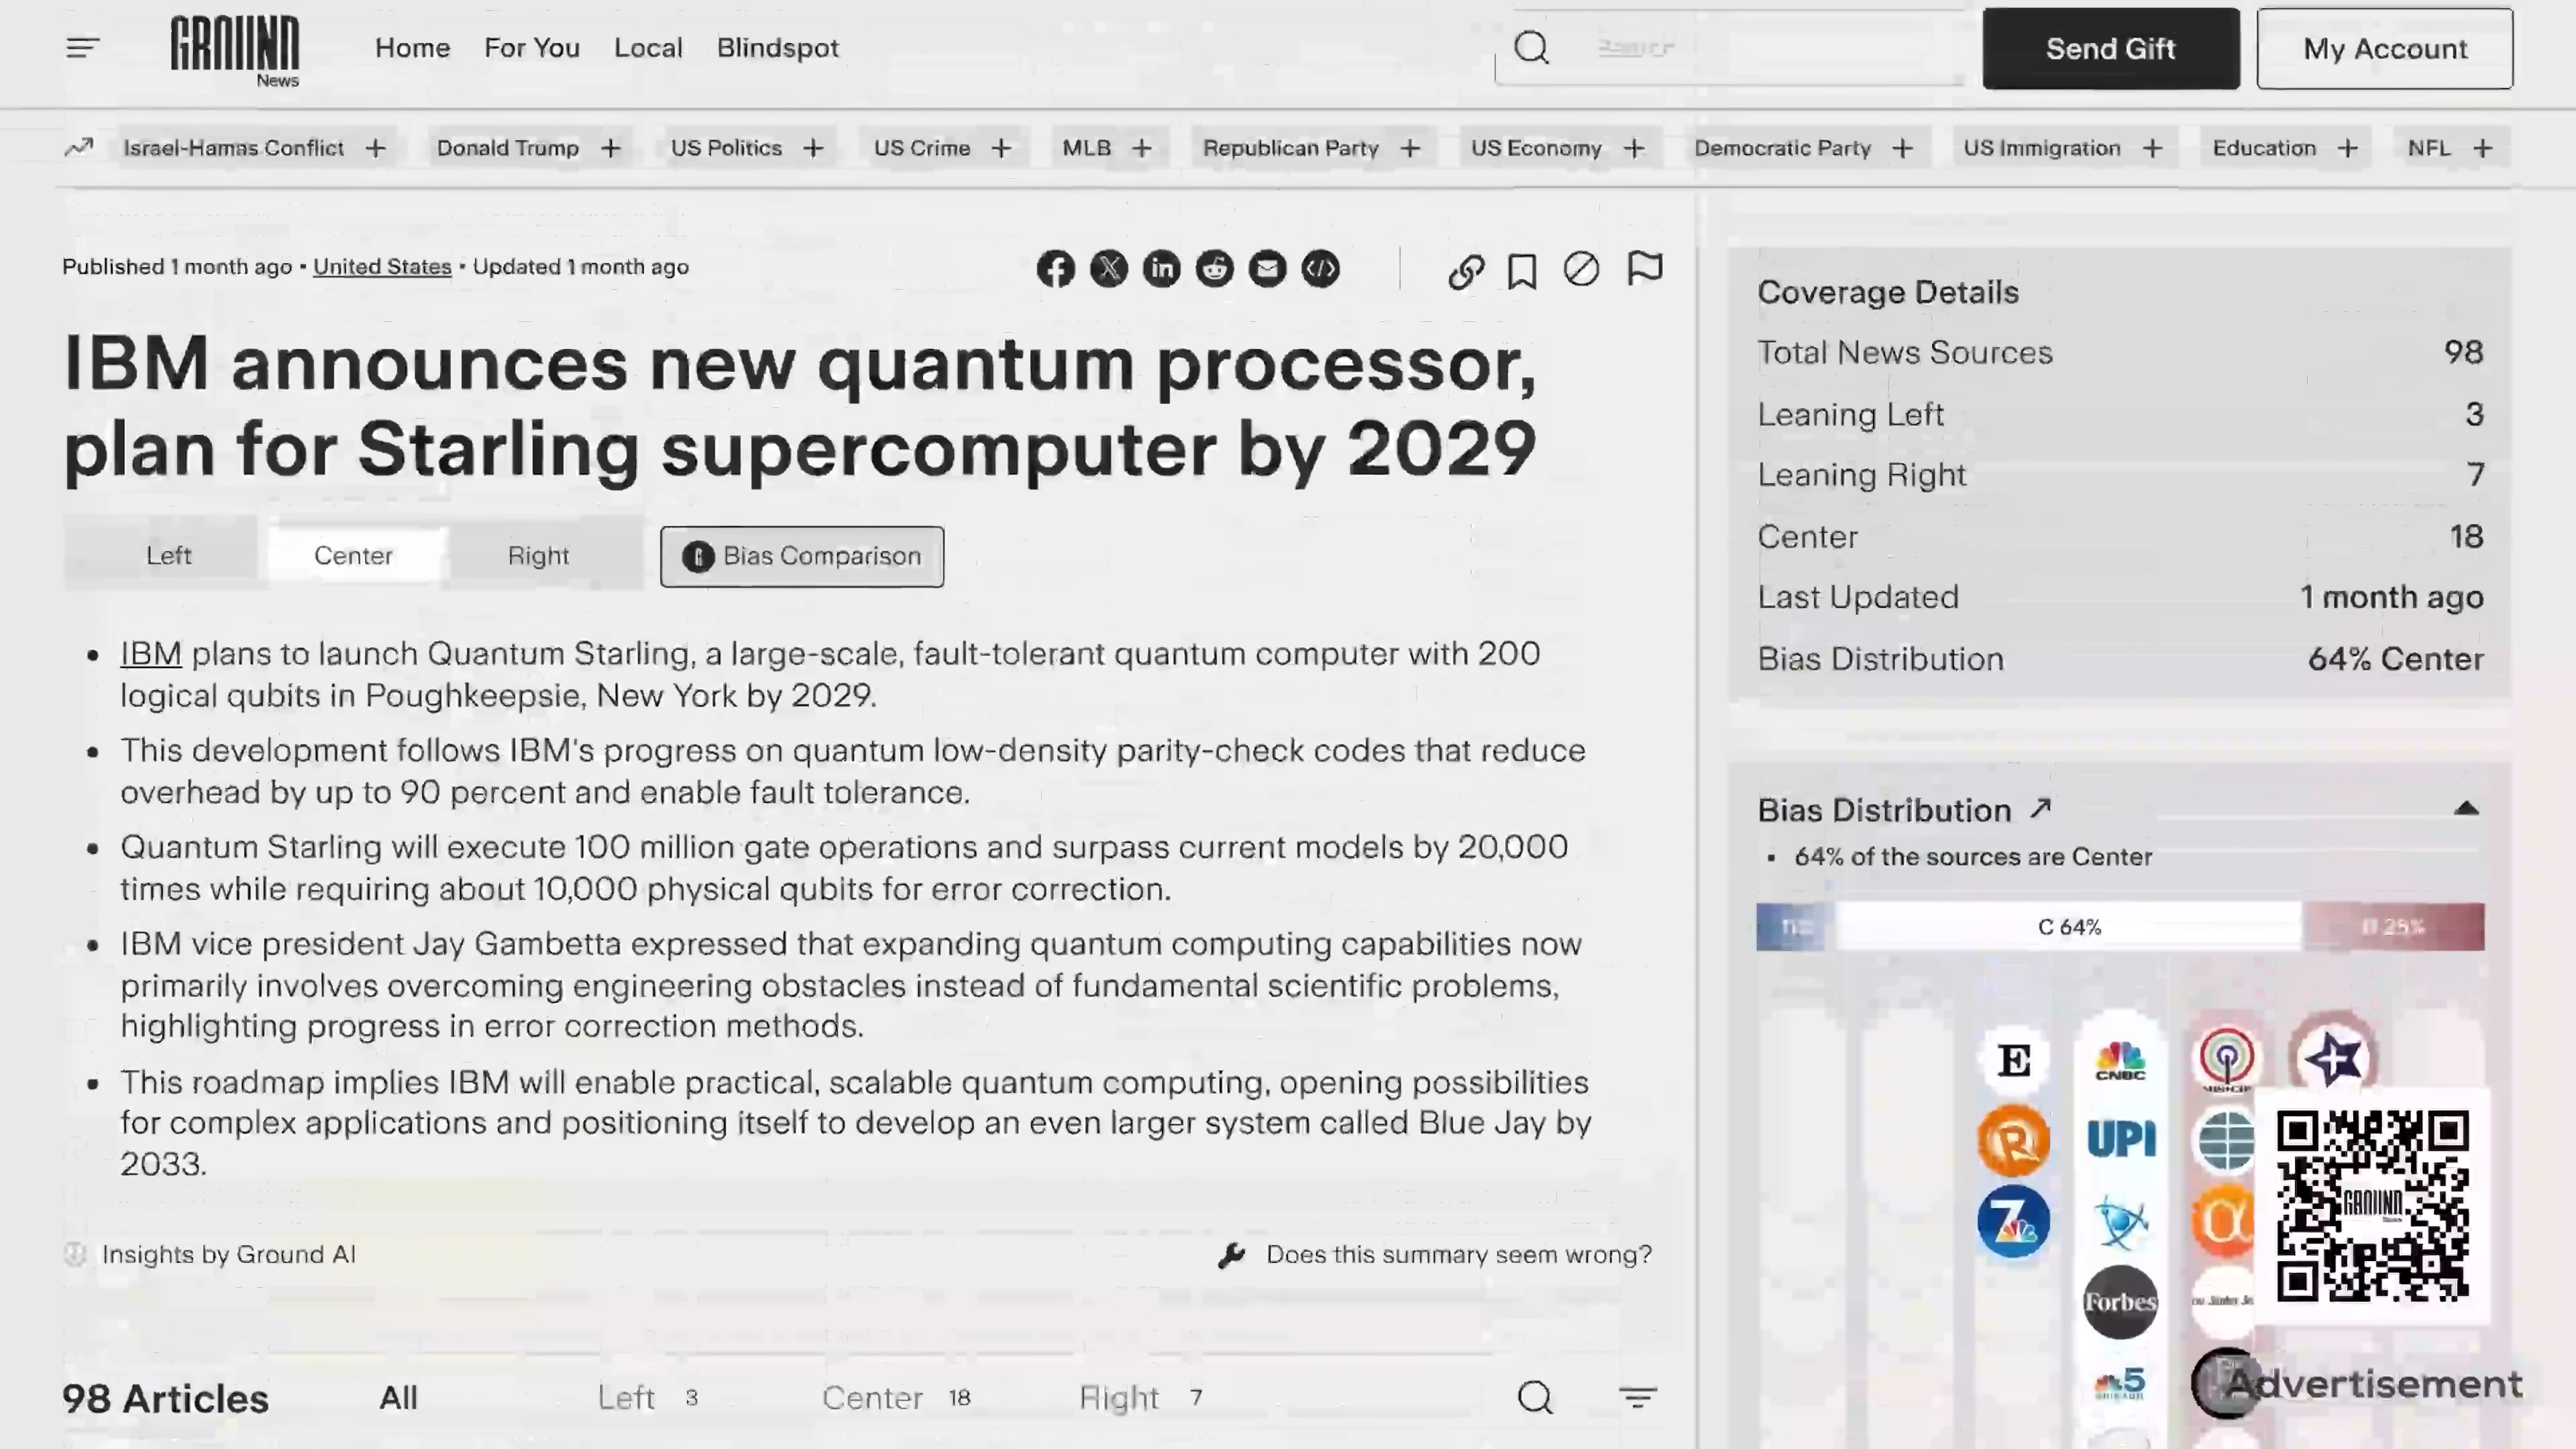 GROUND
News
Home
For You
Local
Blindspot
Search
Send Gift
My Account
Israel-Hamas Conflict +
Donald Trump +
US Politics +
US Crime +
MLB +
Republican Party +
US Economy +
Democratic Party +
US Immigration +
Education +
NFL +
Published 1 month ago • United States • Updated 1 month ago
IBM announces new quantum processor,
plan for Starling supercomputer by 2029
Left
Center
Right
Bias Comparison
• IBM plans to launch Quantum Starling, a large-scale, fault-tolerant quantum computer with 200
logical qubits in Poughkeepsie, New York by 2029.
• This development follows IBM's progress on quantum low-density parity-check codes that reduce
overhead by up to 90 percent and enable fault tolerance.
• Quantum Starling will execute 100 million gate operations and surpass current models by 20,000
times while requiring about 10,000 physical qubits for error correction.
• IBM vice president Jay Gambetta expressed that expanding quantum computing capabilities now
primarily involves overcoming engineering obstacles instead of fundamental scientific problems,
highlighting progress in error correction methods.
• This roadmap implies IBM will enable practical, scalable quantum computing, opening possibilities
for complex applications and positioning itself to develop an even larger system called Blue Jay by
2033.
Insights by Ground AI
Does this summary seem wrong?
98 Articles
All
Left 3
Center 18
Right 7
Coverage Details
Total News Sources 98
Leaning Left 3
Leaning Right 7
Center 18
Last Updated 1 month ago
Bias Distribution 64% Center
Bias Distribution ↗
• 64% of the sources are Center
C 64%
R 25%
E
CNBC
R
UPI
7
Forbes
5
GROUND
News
Advertisement